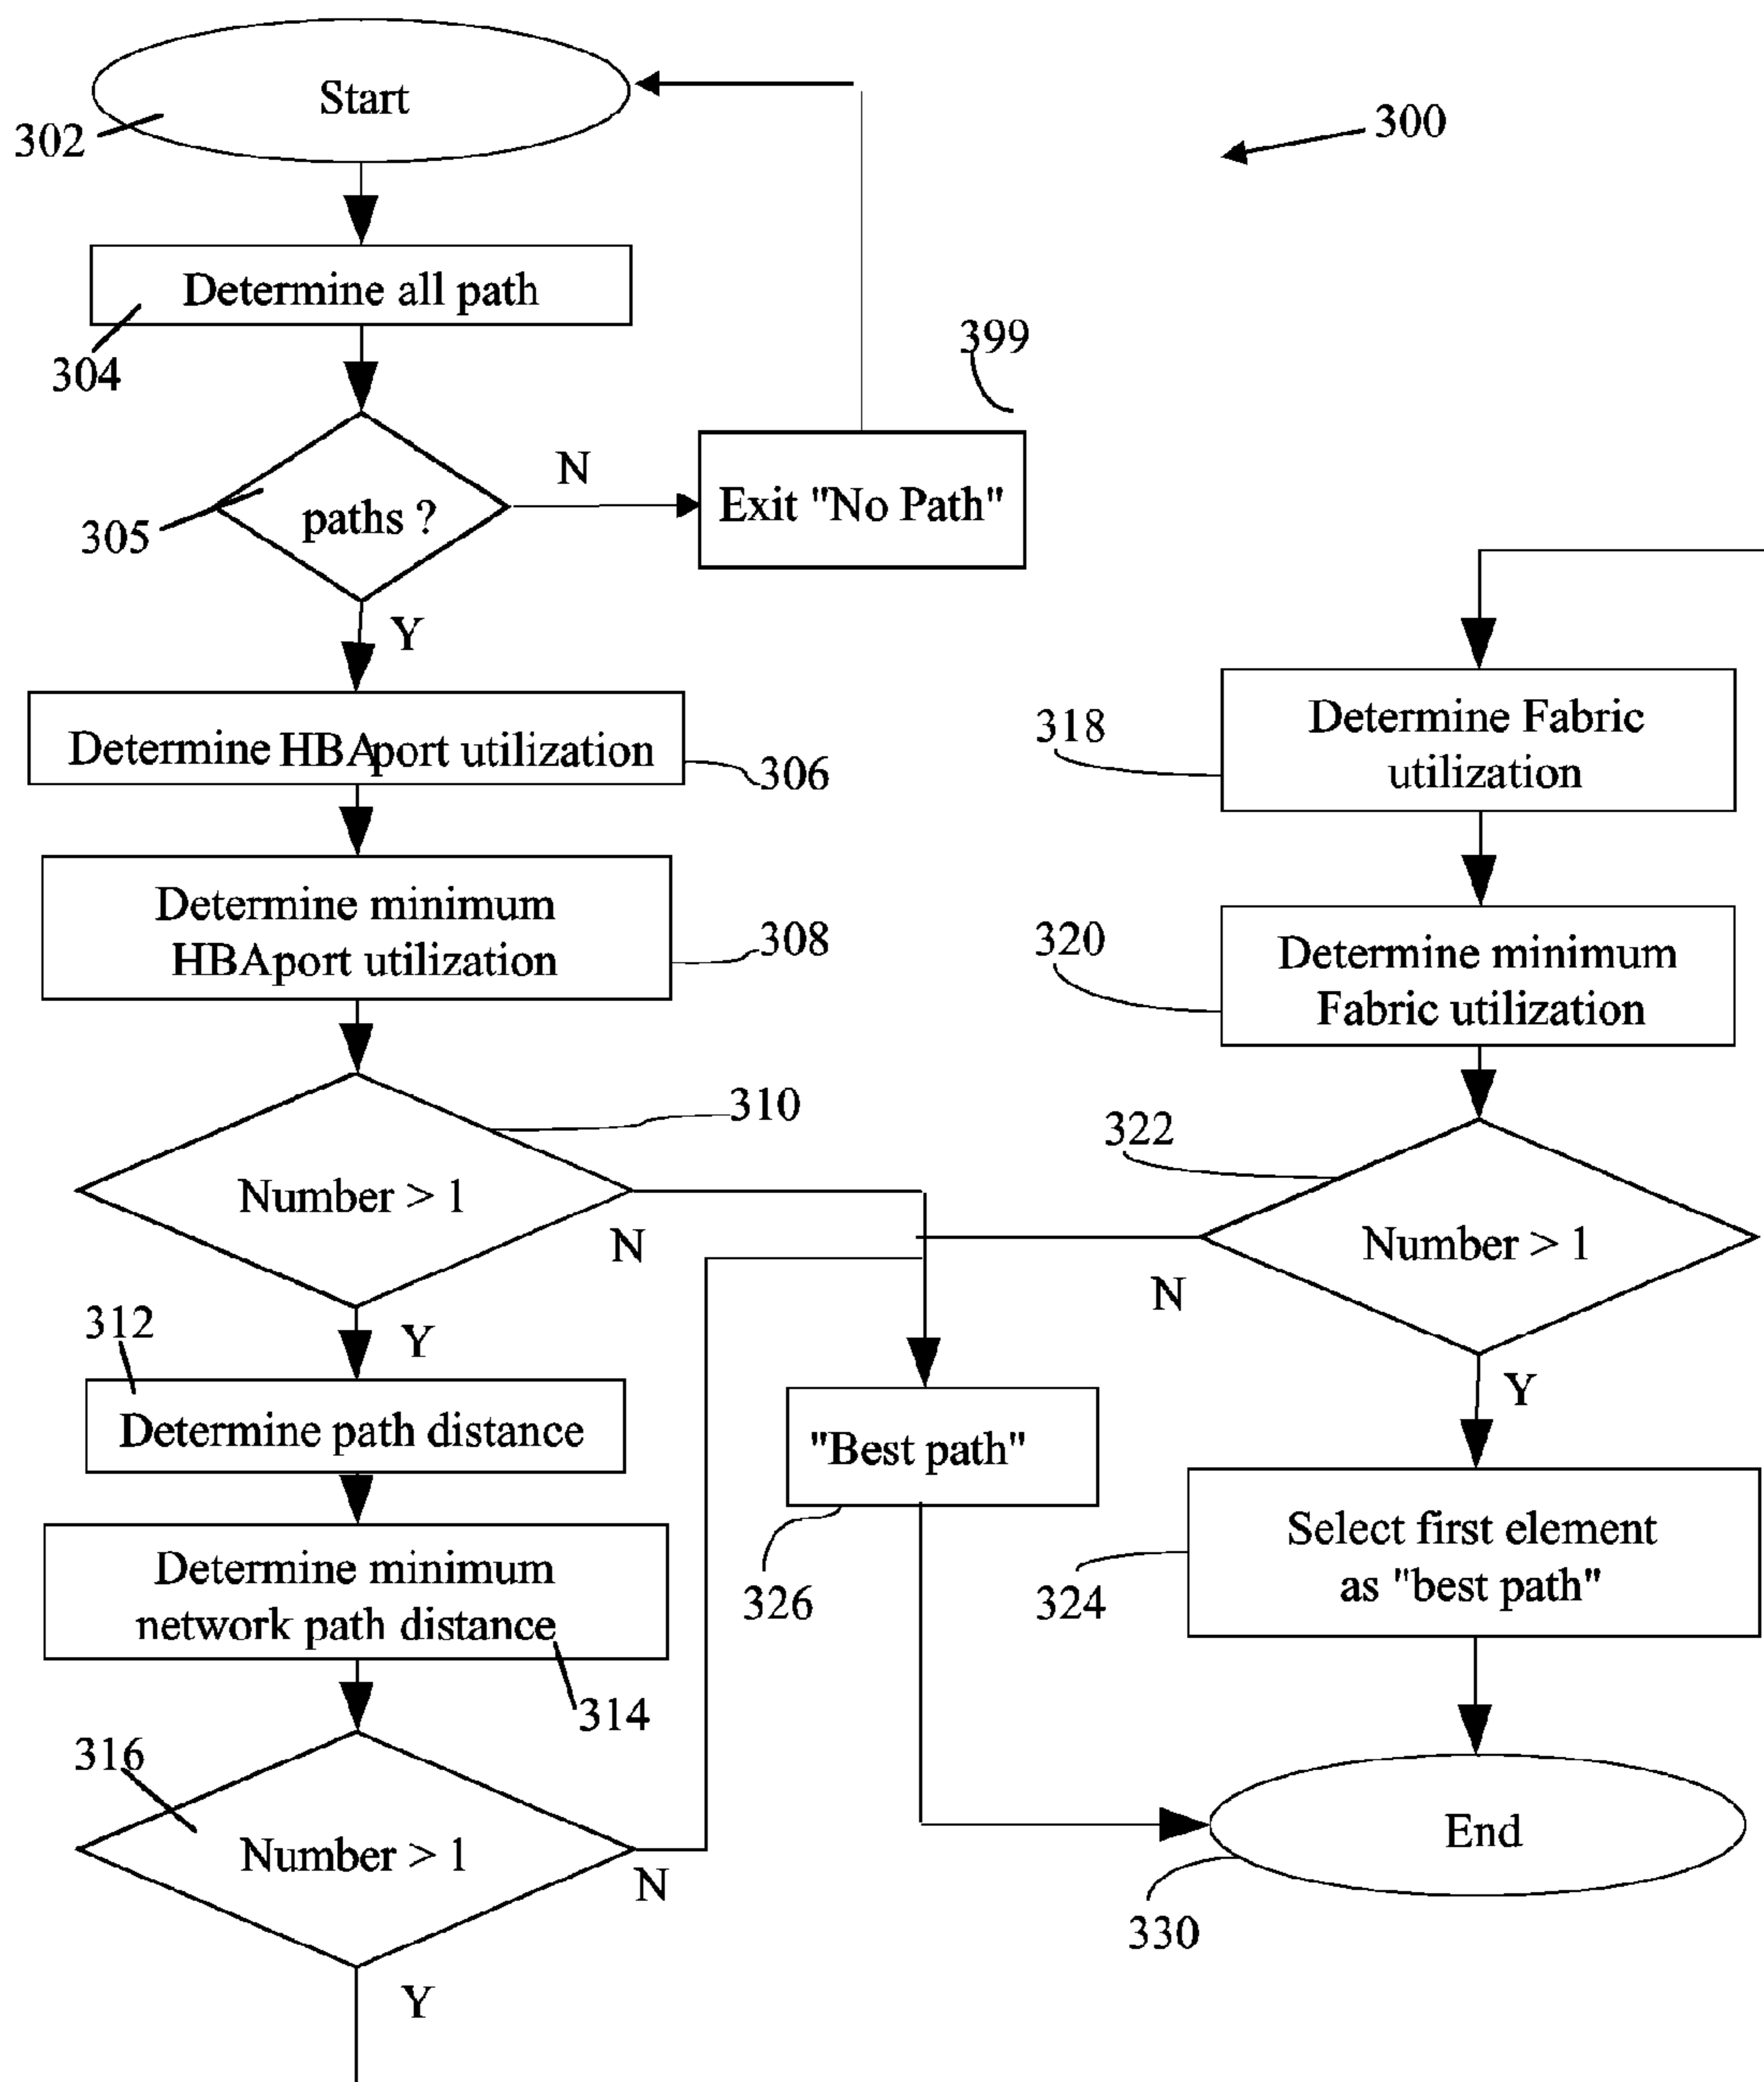 Start
302
300
Determine all path
304
399
paths ?
305
N
Exit "No Path"
Y
Determine HBAport utilization
306
Determine minimum
HBAport utilization
308
310
Number > 1
N
Y
312
Determine path distance
Determine minimum
network path distance
314
316
Number > 1
N
Y
Determine Fabric
utilization
318
Determine minimum
Fabric utilization
320
322
Number > 1
N
Y
"Best path"
326
Select first element
as "best path"
324
End
330